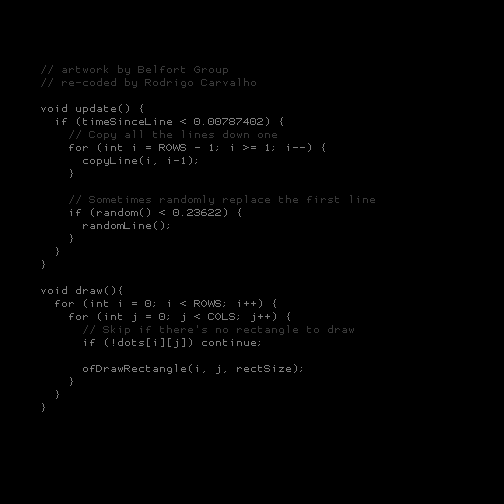 // artwork by Belfort Group
// re-coded by Rodrigo Carvalho

void update() {
  if (timeSinceLine < 0.00787402) {
    // Copy all the lines down one
    for (int i = ROWS - 1; i >= 1; i--) {
      copyLine(i, i-1);
    }

    // Sometimes randomly replace the first line
    if (random() < 0.23622) {
      randomLine();
    }
  }
}

void draw(){
  for (int i = 0; i < ROWS; i++) {
    for (int j = 0; j < COLS; j++) {
      // Skip if there's no rectangle to draw
      if (!dots[i][j]) continue;

      ofDrawRectangle(i, j, rectSize);
    }
  }
}